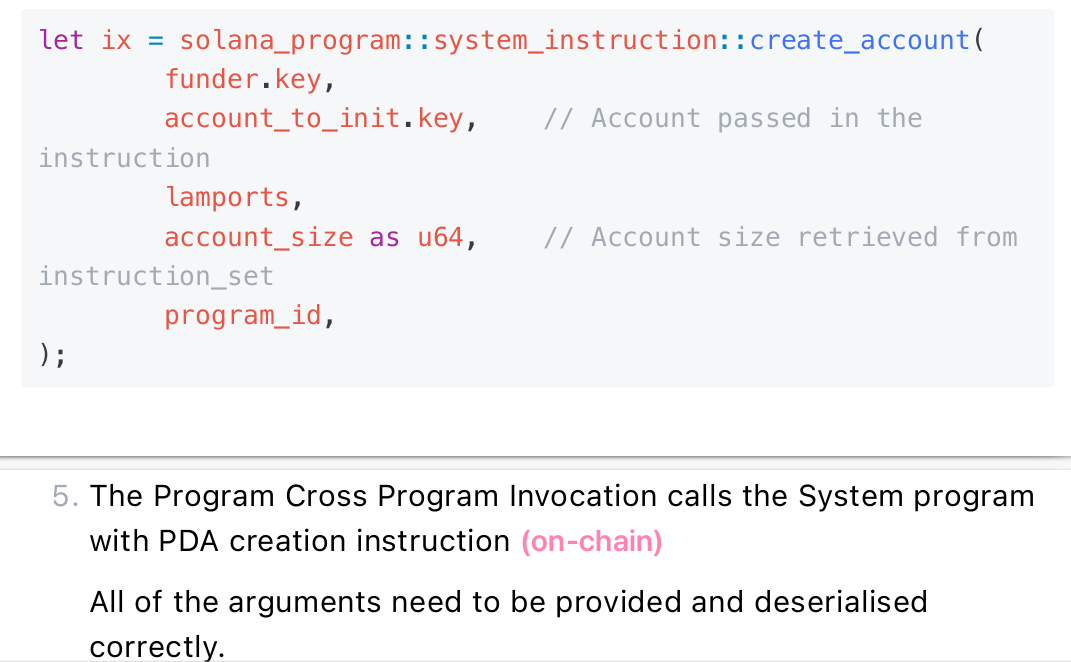 let ix = solana_program::system_instruction::create_account(
        funder.key,
        account_to_init.key,    // Account passed in the
instruction
        lamports,
        account_size as u64,    // Account size retrieved from
instruction_set
        program_id,
);
5. The Program Cross Program Invocation calls the System program
with PDA creation instruction (on-chain)
All of the arguments need to be provided and deserialised
correctly.